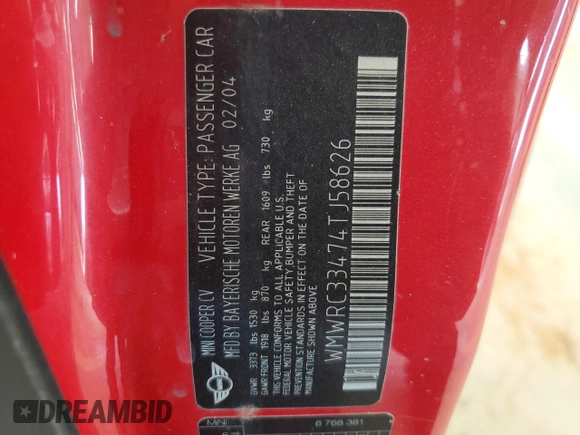 MINI COOPER CV
VEHICLE TYPE: PASSENGER CAR
MFD BY BAYERISCHE MOTOREN WERKE AG 02/04
GVWR: 3373 lbs 1530 kg
GAWR FRONT 1918 lbs 870 kg REAR 1609 lbs 730 kg
THIS VEHICLE CONFORMS TO ALL APPLICABLE U.S.
FEDERAL MOTOR VEHICLE SAFETY,BUMPER AND THEFT
PREVENTION STANDARDS IN EFFECT ON THE DATE OF
MANUFACTURE SHOWN ABOVE
WMWRC33474TJ58626
MINI 6 768 381
DREAMBID